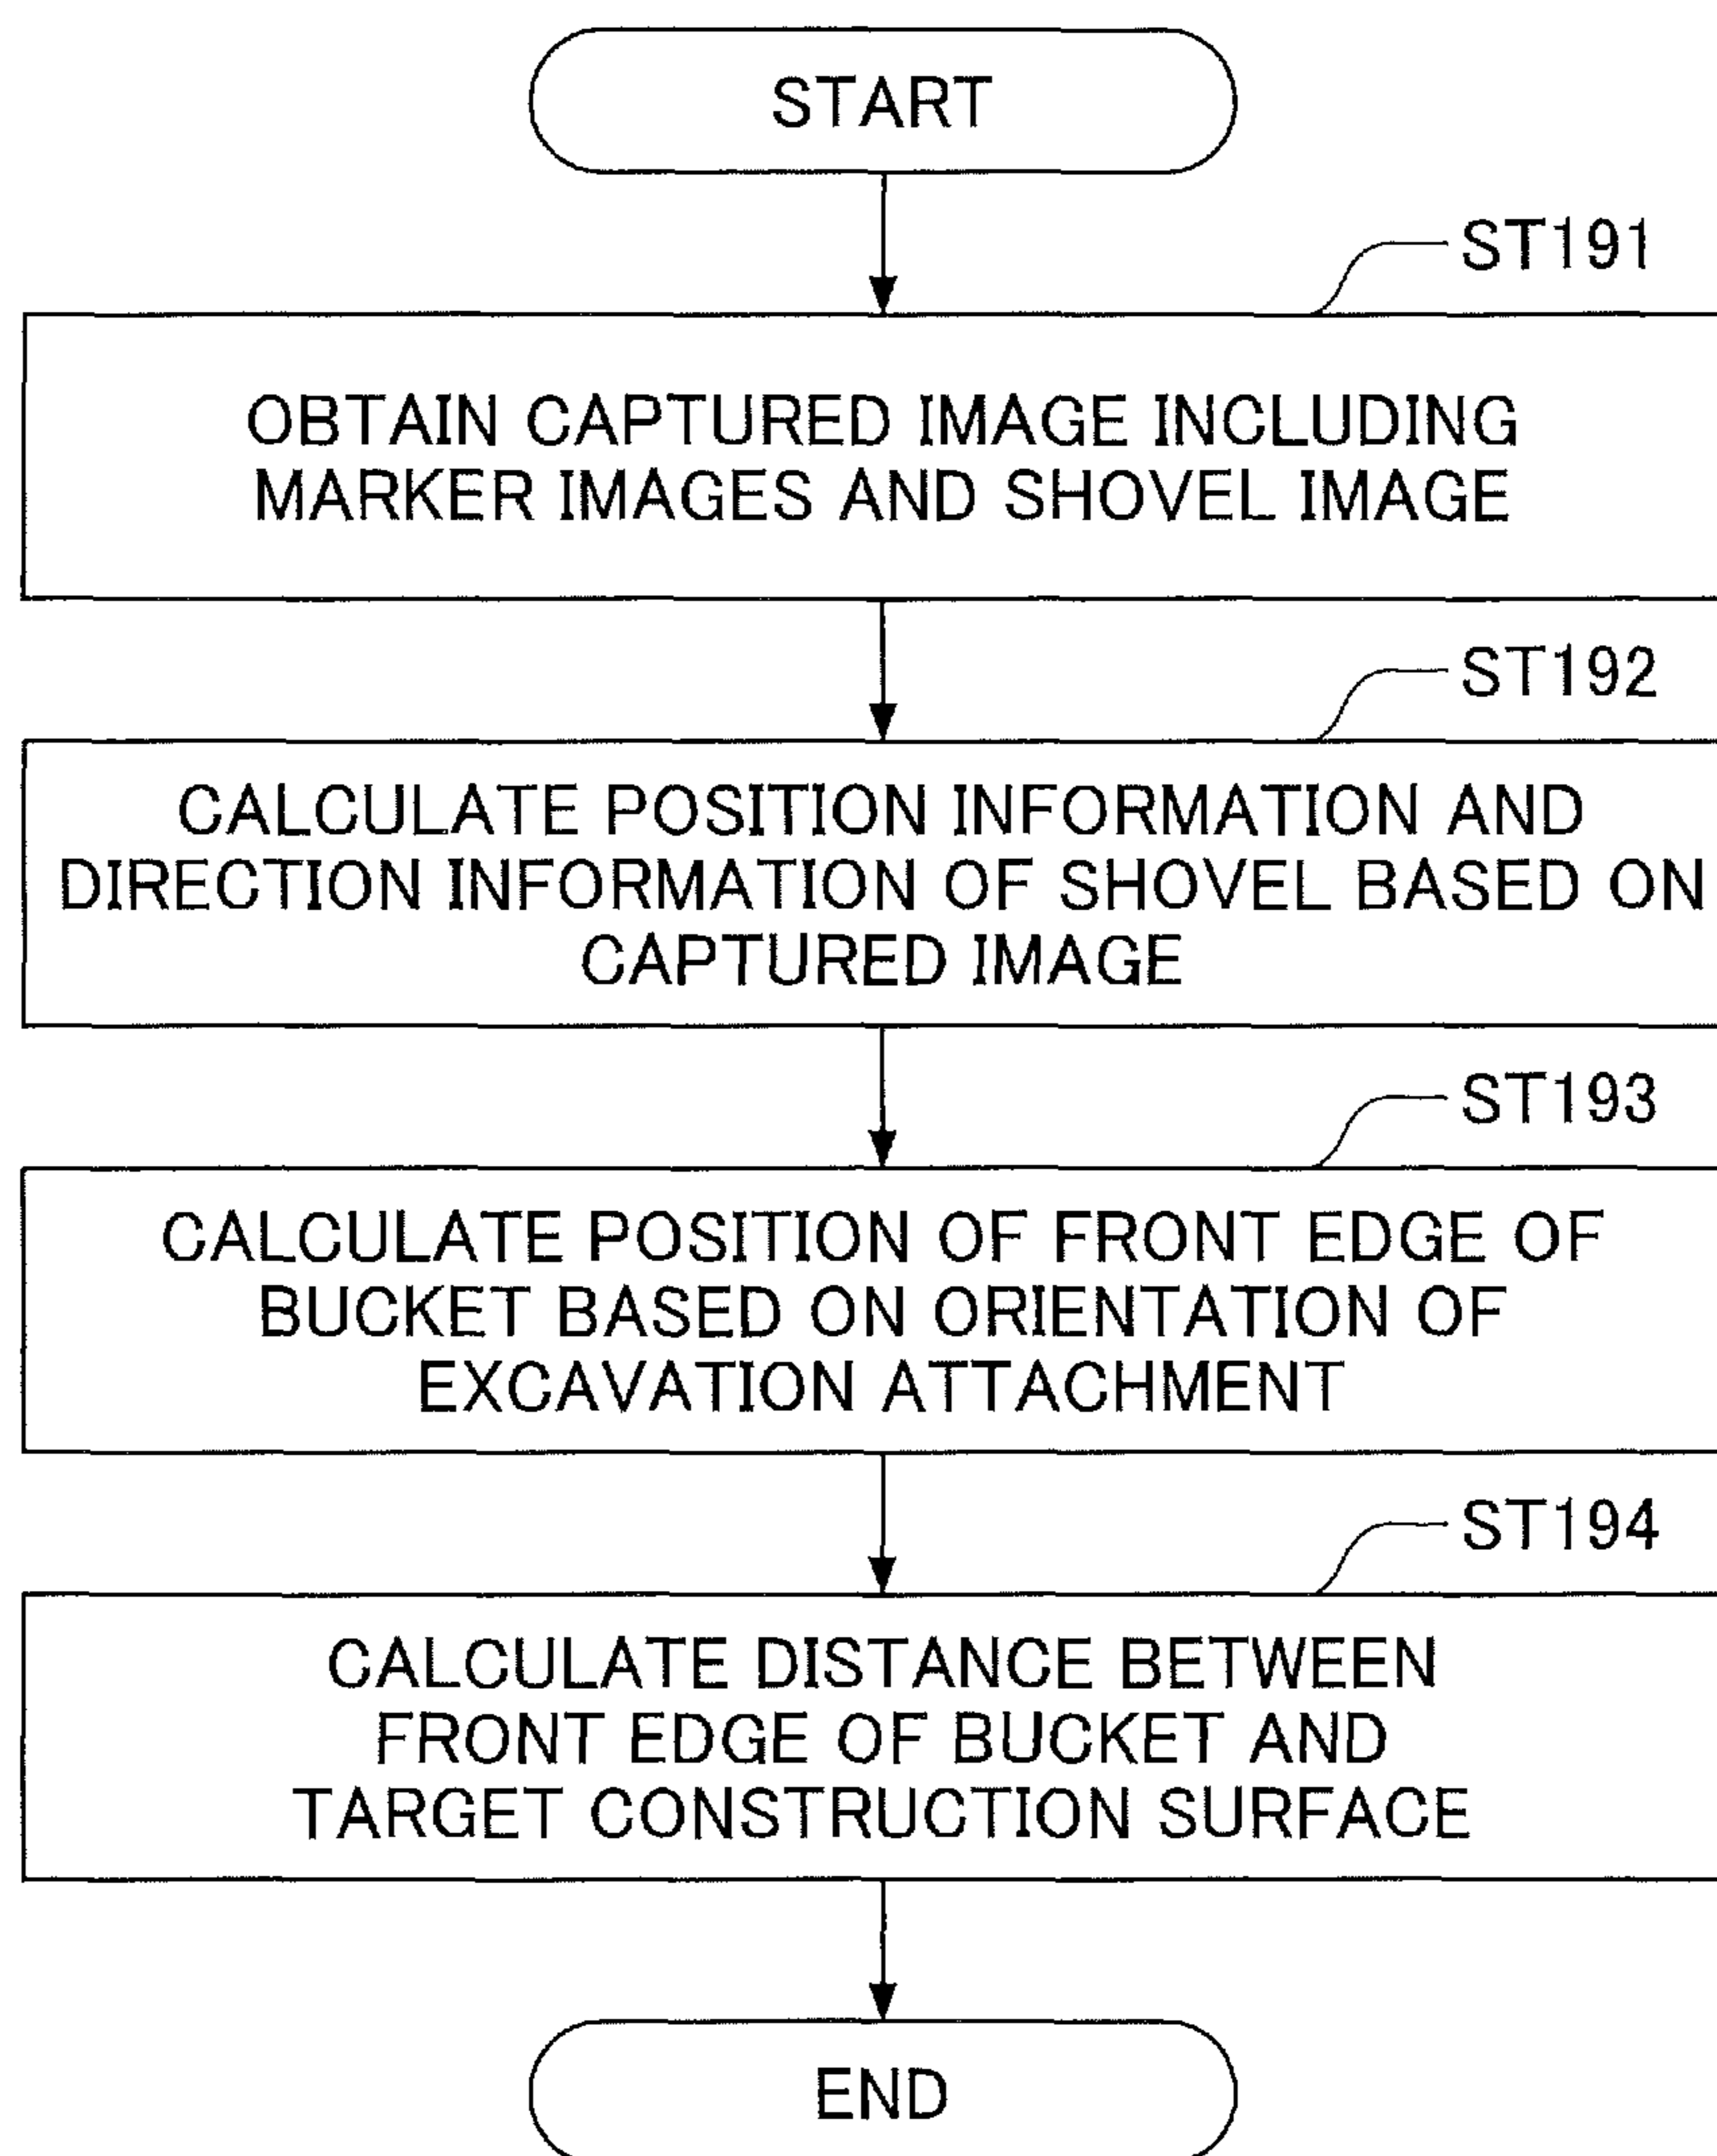 START
ST191
OBTAIN CAPTURED IMAGE INCLUDING
MARKER IMAGES AND SHOVEL IMAGE
ST192
CALCULATE POSITION INFORMATION AND
DIRECTION INFORMATION OF SHOVEL BASED ON
CAPTURED IMAGE
ST193
CALCULATE POSITION OF FRONT EDGE OF
BUCKET BASED ON ORIENTATION OF
EXCAVATION ATTACHMENT
ST194
CALCULATE DISTANCE BETWEEN
FRONT EDGE OF BUCKET AND
TARGET CONSTRUCTION SURFACE
END